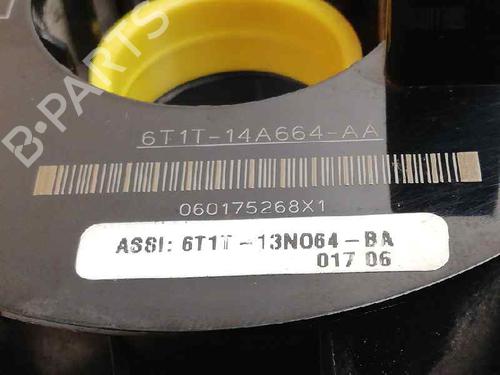 B-PARTS
6T1T-14A664-AA
060175268X1
ASSI: 6T1T-13N064-BA
017 06